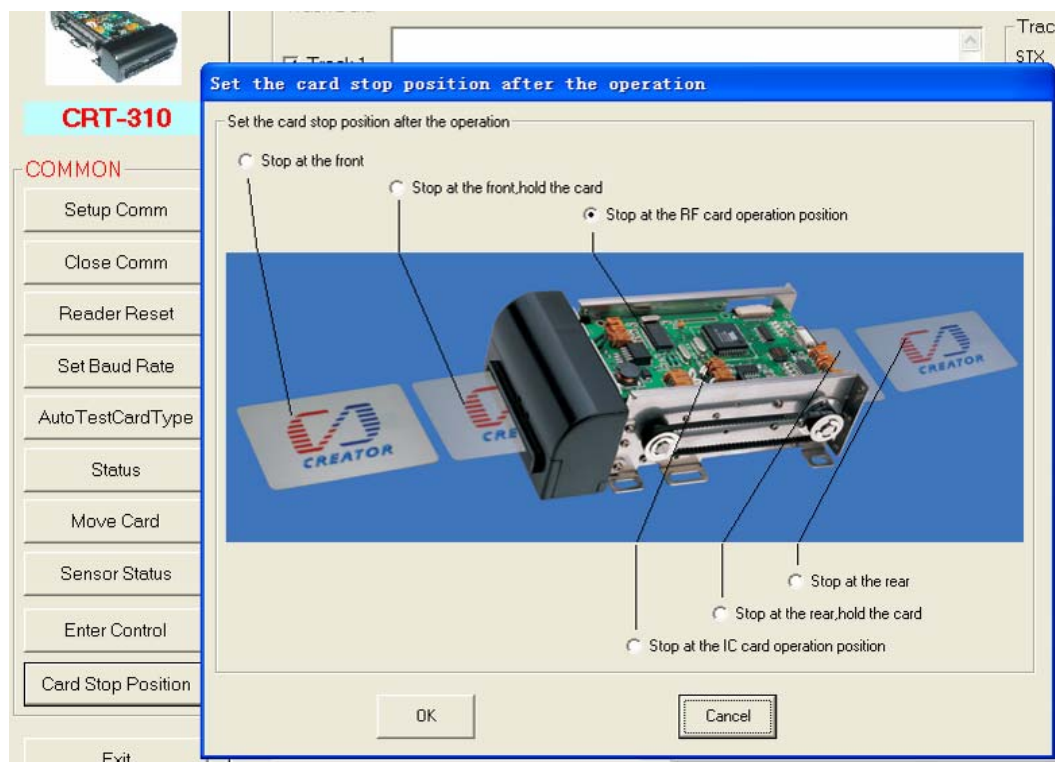 Trac
STX
Track 1
Set the card stop position after the operation
CRT-310
Set the card stop position after the operation
Stop at the front
COMMON
Stop at the front,hold the card
Setup Comm
Stop at the RF card operation position
Close Comm
Reader Reset
Set Baud Rate
CREATOR
AutoTestCardType
CRE
CREATOR
Status
Move Card
Sensor Status
Stop at the rear
Enter Control
Stop at the rear,hold the card
Stop at the IC card operation position
Card Stop Position
OK
Cancel
Exit